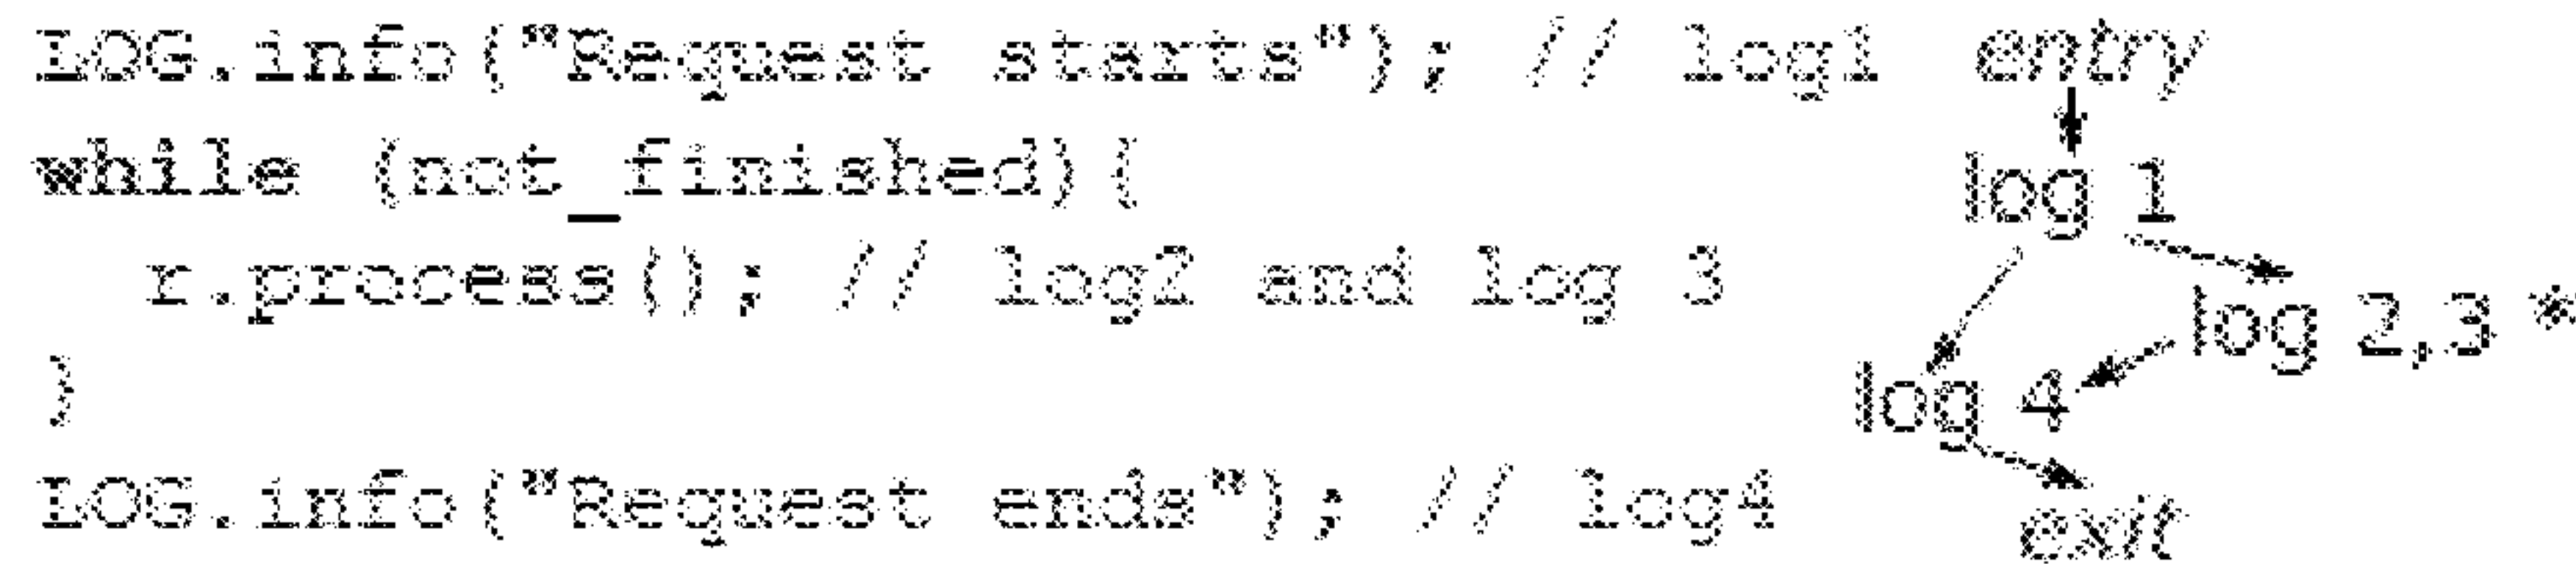 LOG.info("Request starts"); // log1
while (not_finished){
r.process(); // log2 and log 3
}
LOG.info("Request ends"); // log4
entry
log 1
log 2,3 *
log 4
exit